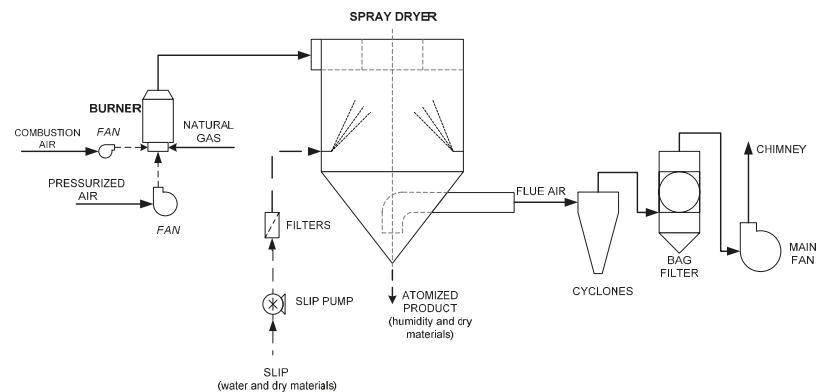 SPRAY DRYER
BURNER
COMBUSTION
AIR
FAN
NATURAL
GAS
PRESSURIZED
AIR
FAN
FILTERS
SLIP PUMP
SLIP
(water and dry materials)
ATOMIZED
PRODUCT
(humidity and dry
materials)
FLUE AIR
CYCLONES
BAG
FILTER
CHIMNEY
MAIN
FAN